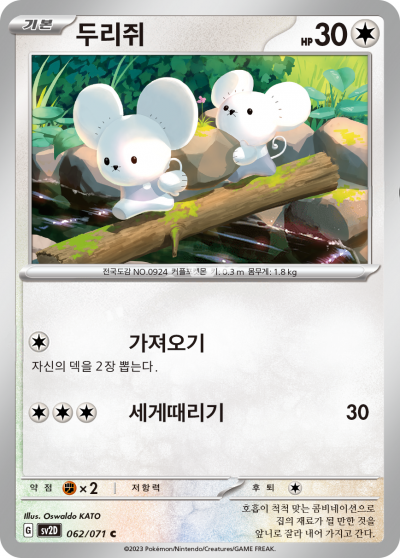 기본 두리쥐 HP 30
전국도감 NO.0924 커플포켓몬 키: 0.3 m 몸무게: 1.8 kg
가져오기
자신의 덱을 2장 뽑는다.
세게때리기 30
약점 ×2 저항력 후퇴
Illus. Oswaldo KATO
G SV2D 062/071 C
호흡이 척척 맞는 콤비네이션으로
집의 재료가 될 만한 것을
앞니로 잘라 내어 가지고 간다.
©2023 Pokémon/Nintendo/Creatures/GAME FREAK.